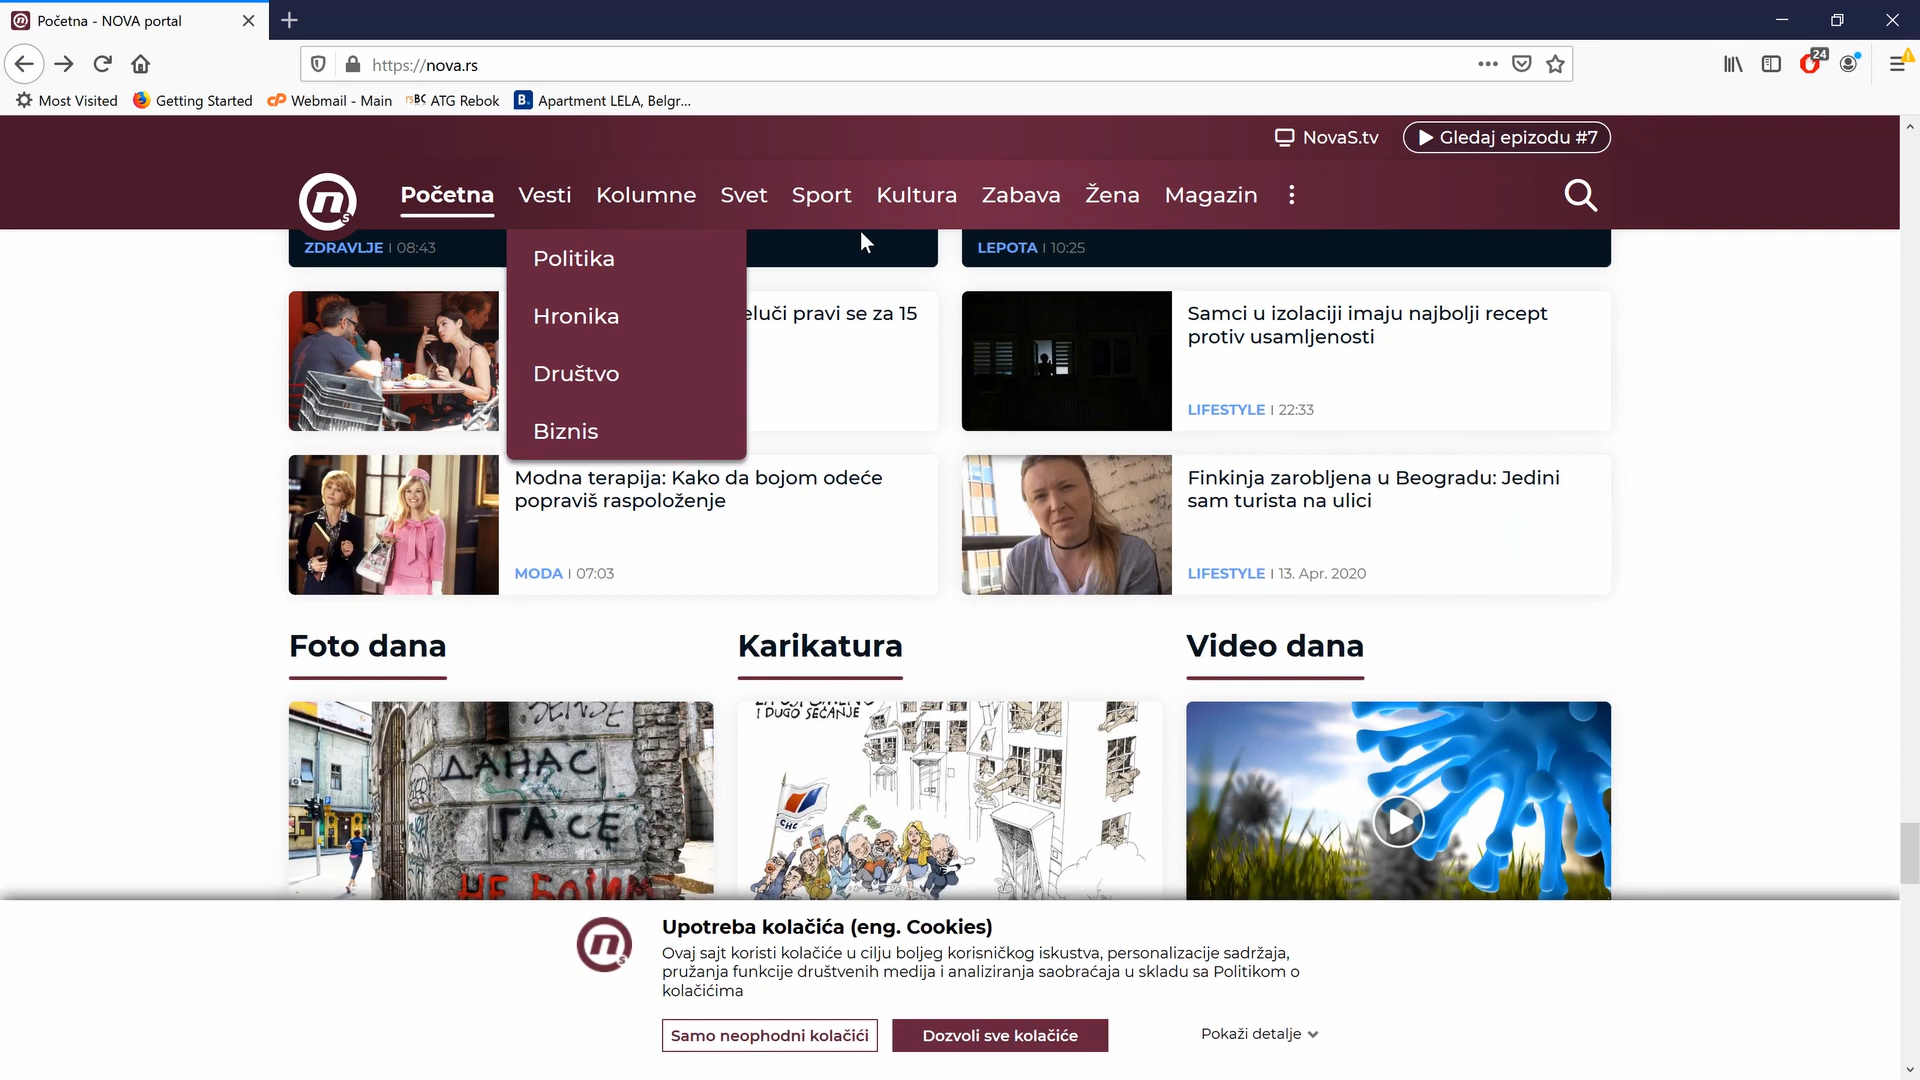 Početna - NOVA portal
https://nova.rs
24
Most Visited
Getting Started
Webmail - Main
ATG Rebok
B.
Apartment LELA, Belgr...
NovaS.tv
Gledaj epizodu #7
Početna
Vesti
Kolumne
Svet
Sport
Kultura
Zabava
Žena
Magazin
Politika
Hronika
Društvo
Biznis
ZDRAVLJE | 08:43
LEPOTA | 10:25
pravi se za 15
Samci u izolaciji imaju najbolji recept
protiv usamljenosti
LIFESTYLE | 22:33
Modna terapija: Kako da bojom odeće
popraviš raspoloženje
MODA | 07:03
Finkinja zarobljena u Beogradu: Jedini
sam turista na ulici
LIFESTYLE | 13. Apr. 2020
Foto dana
Karikatura
Video dana
ДАНАС
ГАСЕ
НЕ БОЈИМ
I DUGO SEĆANJE
СНС
Upotreba kolačića (eng. Cookies)
Ovaj sajt koristi kolačiće u cilju boljeg korisničkog iskustva, personalizacije sadržaja,
pružanja funkcije društvenih medija i analiziranja saobraćaja u skladu sa Politikom o
kolačićima
Samo neophodni kolačići
Dozvoli sve kolačiće
Pokaži detalje